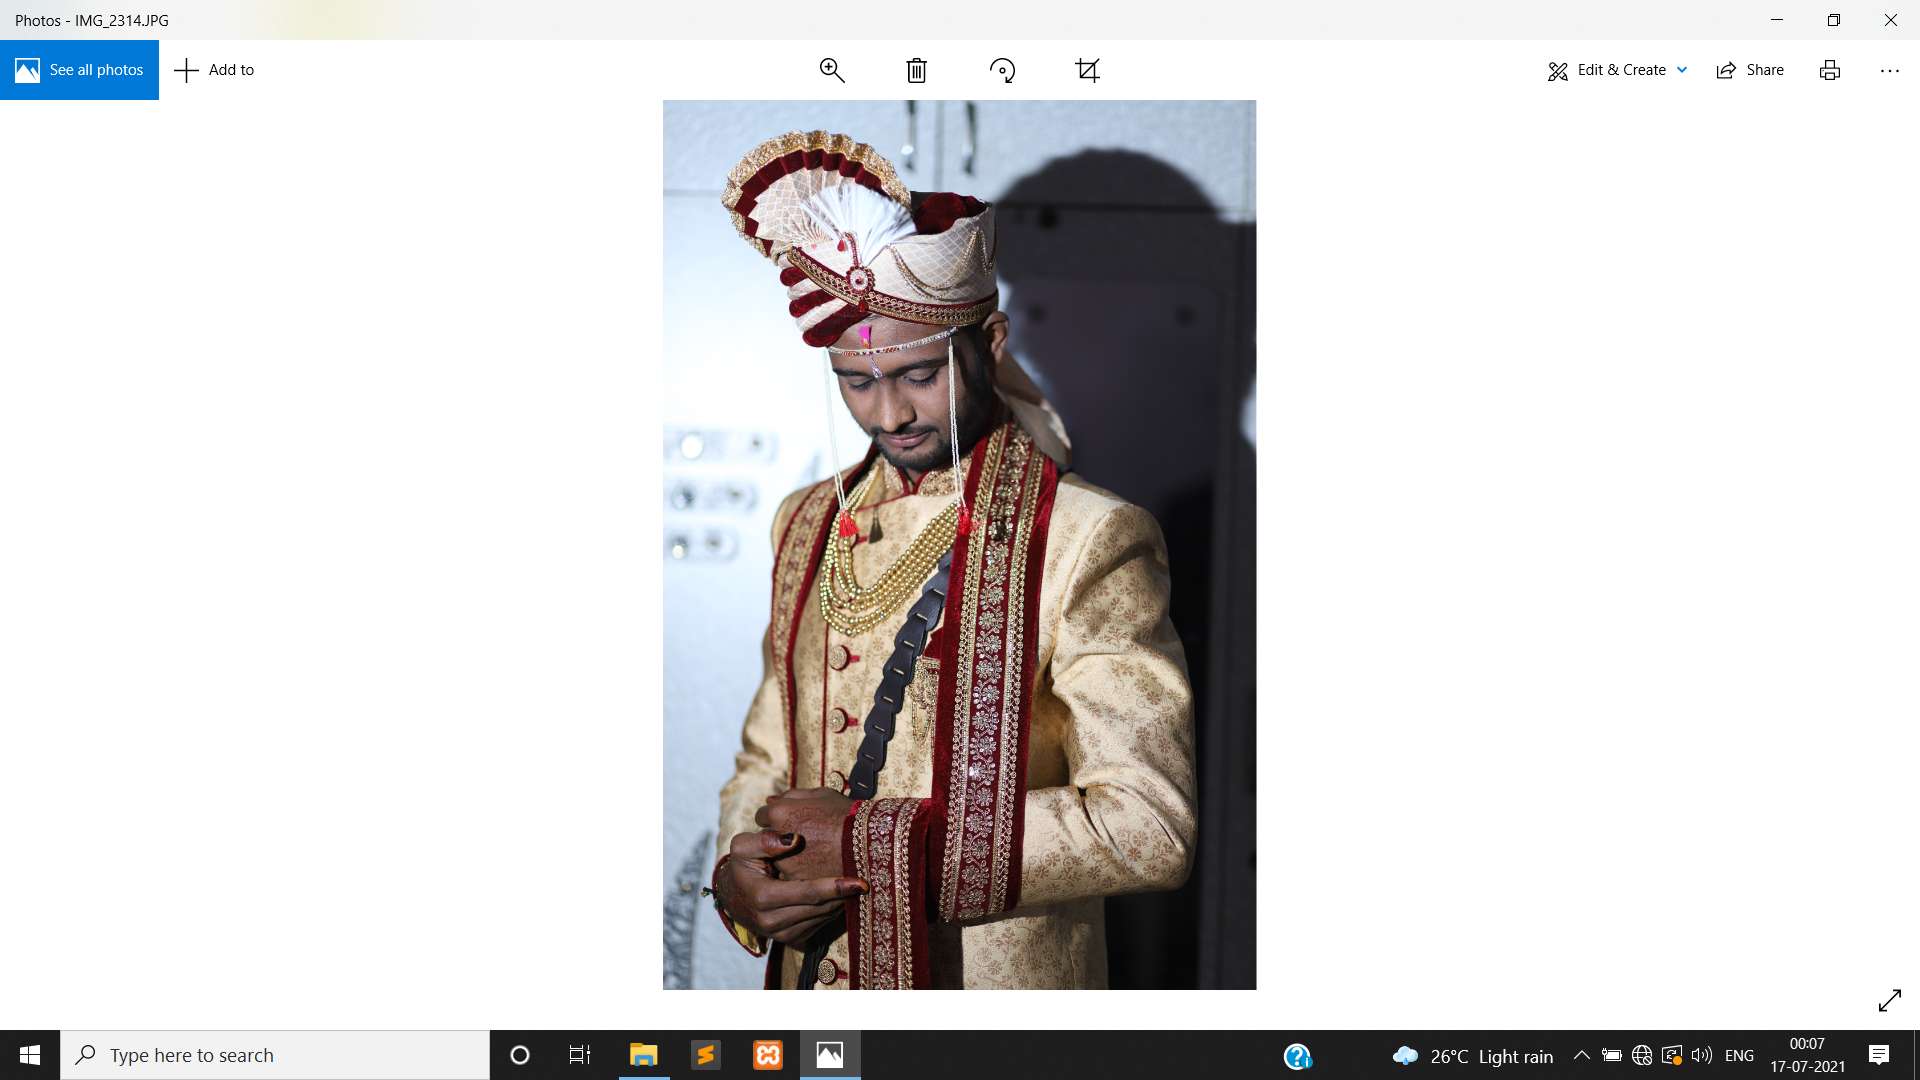 Photos - IMG_2314.JPG
See all photos
Add to
Edit & Create
Share
Type here to search
26°C Light rain
ENG
00:07
17-07-2021